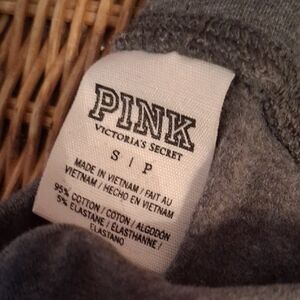 PINK
VICTORIA'S SECRET
S | P
MADE IN VIETNAM / FAIT AU
VIETNAM / HECHO EN VIETNAM
95% COTTON / COTON / ALGODÓN
5% ELASTANE / ÉLASTHANNE /
ELASTANO